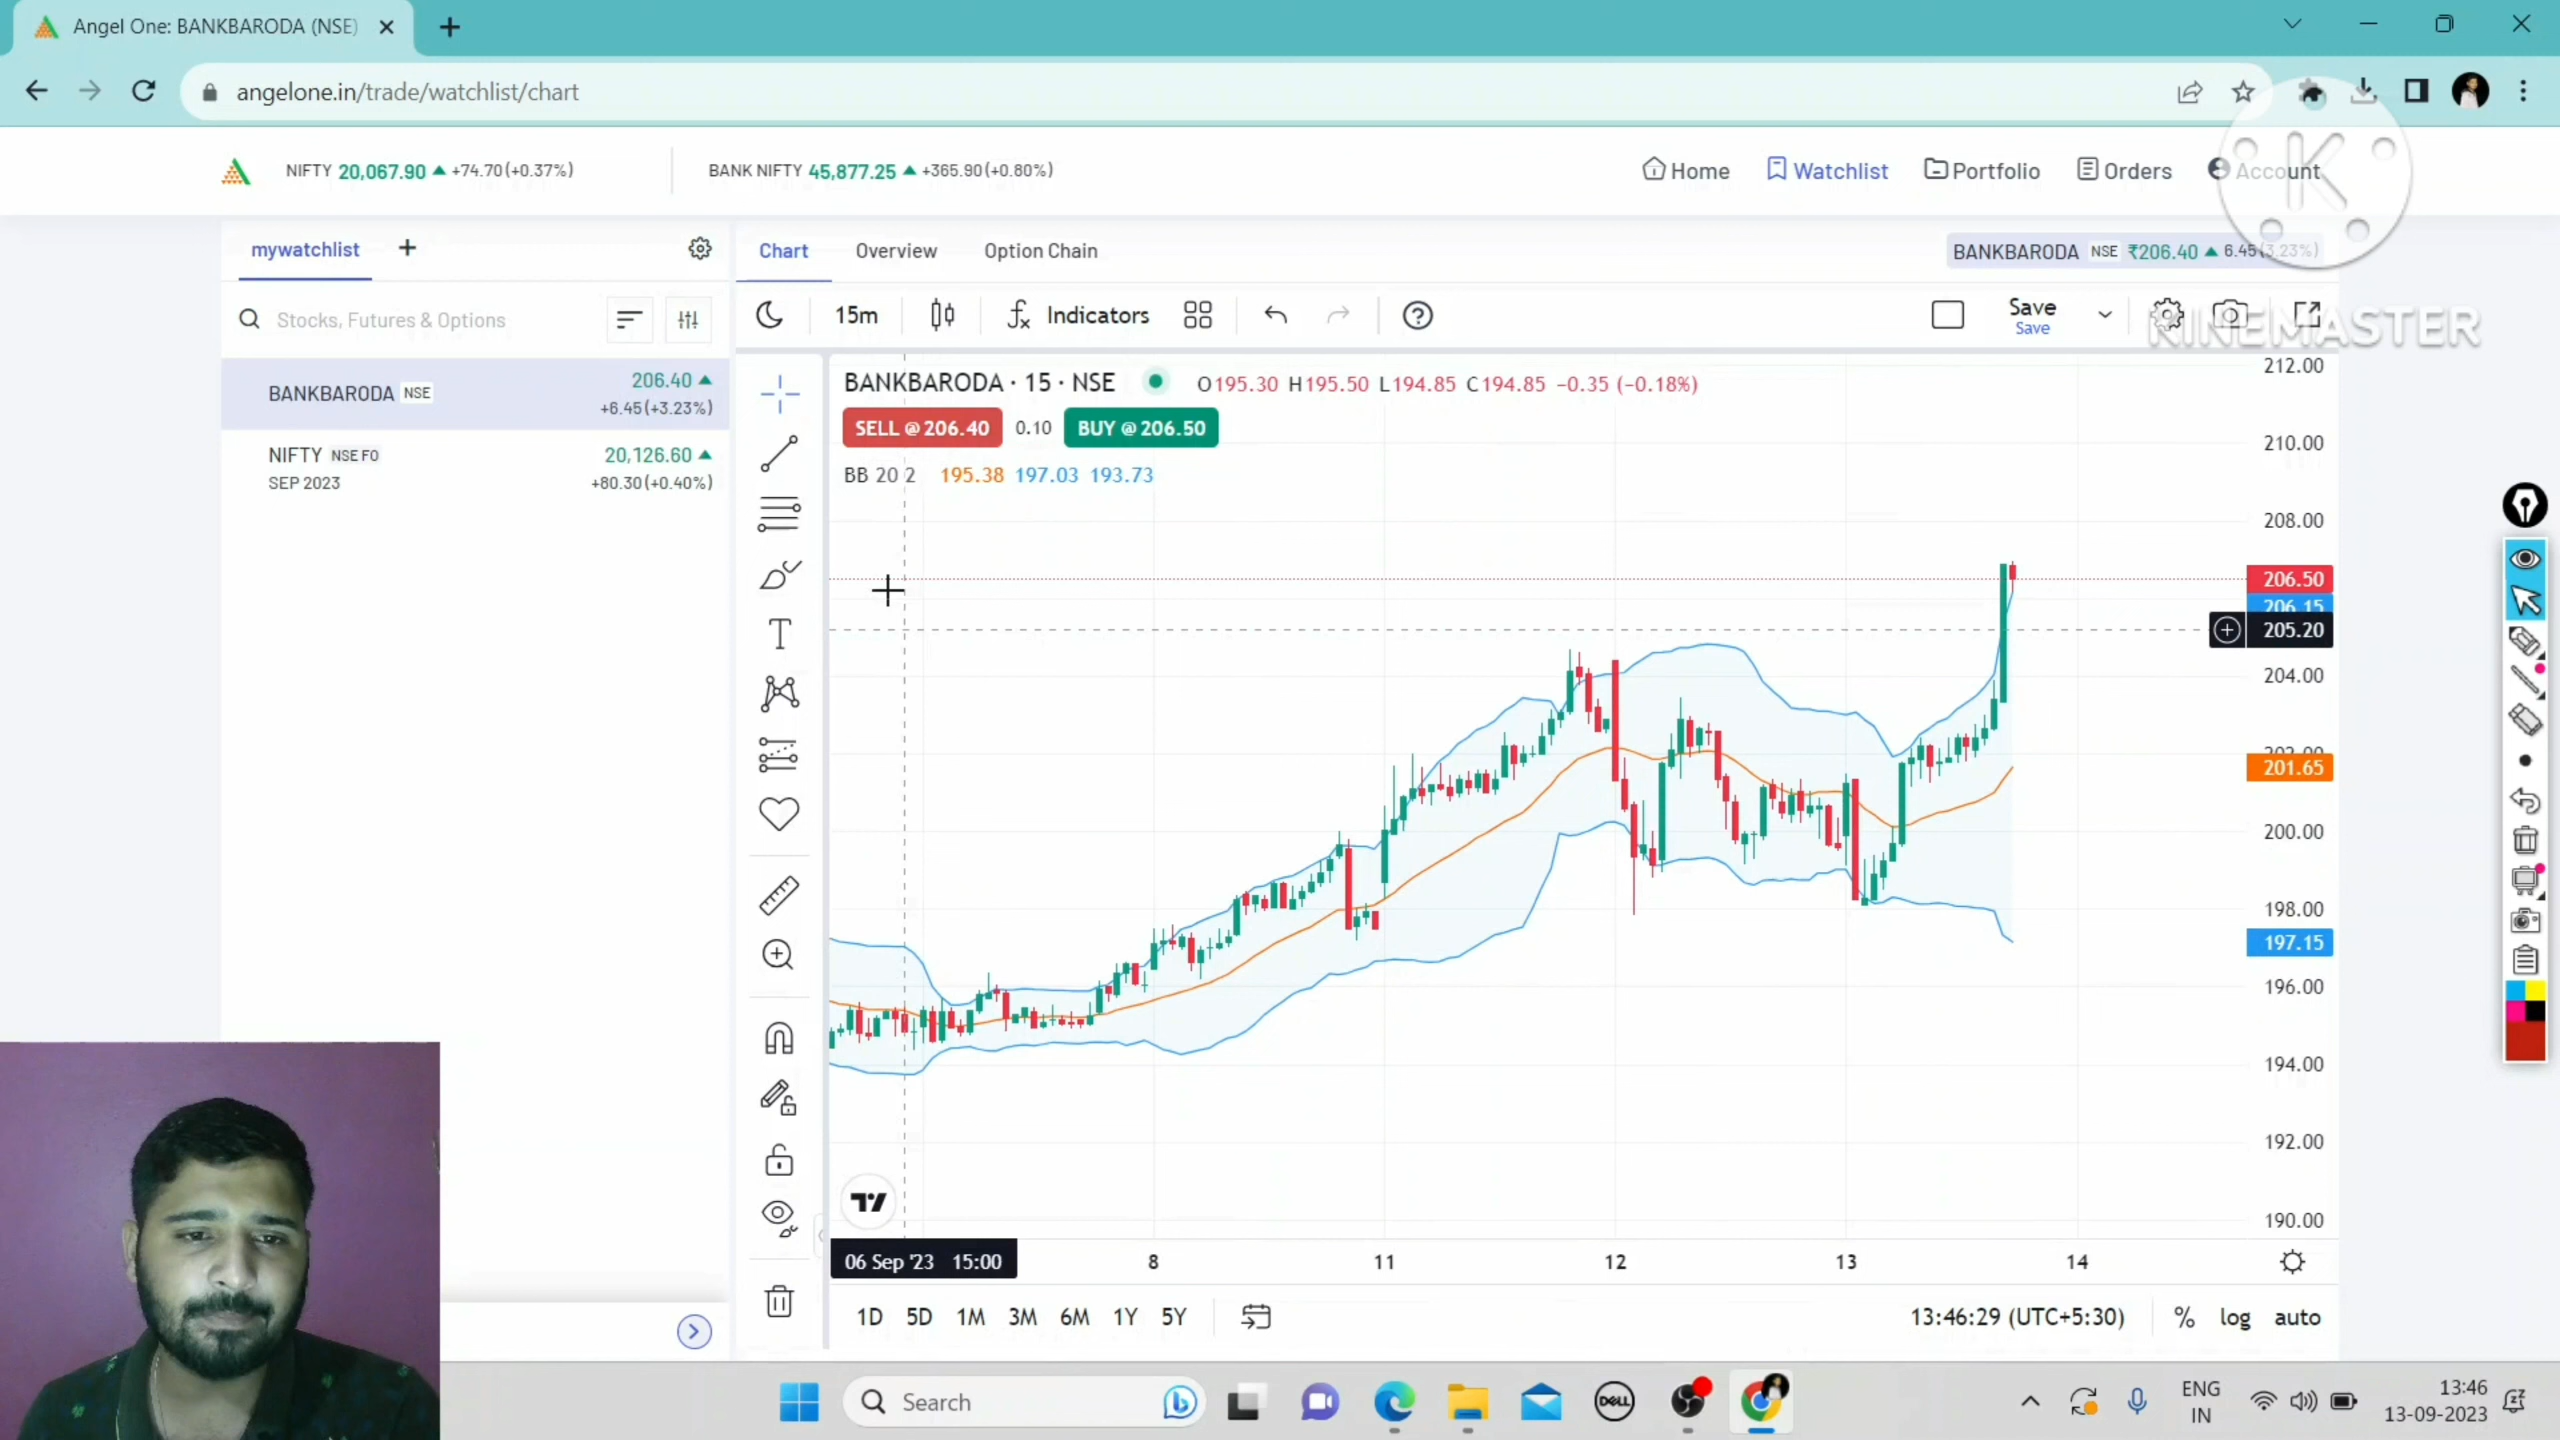 Angel One: BANKBARODA (NSE)
angelone.in/trade/watchlist/chart
NIFTY 20,067.90 +74.70(+0.37%)
BANK NIFTY 45,877.25 +365.90(+0.80%)
Home Watchlist Portfolio Orders Account
mywatchlist +
Chart Overview Option Chain
BANKBARODA NSE ₹206.40 6.45(3.23%)
Stocks, Futures & Options
15m Indicators
Save
Save
KINEMASTER
BANKBARODA NSE 206.40
+6.45(+3.23%)
NIFTY NSE FO 20,126.60
SEP 2023 +80.30(+0.40%)
BANKBARODA · 15 · NSE O195.30 H195.50 L194.85 C194.85 −0.35 (−0.18%)
SELL @ 206.40 0.10 BUY @ 206.50
BB 20 2 195.38 197.03 193.73
212.00
210.00
208.00
206.50
206.15
205.20
204.00
202.00
201.65
200.00
198.00
197.15
196.00
194.00
192.00
190.00
06 Sep '23 15:00 8 11 12 13 14
1D 5D 1M 3M 6M 1Y 5Y
13:46:29 (UTC+5:30) % log auto
Search
DELL
ENG
IN
13:46
13-09-2023